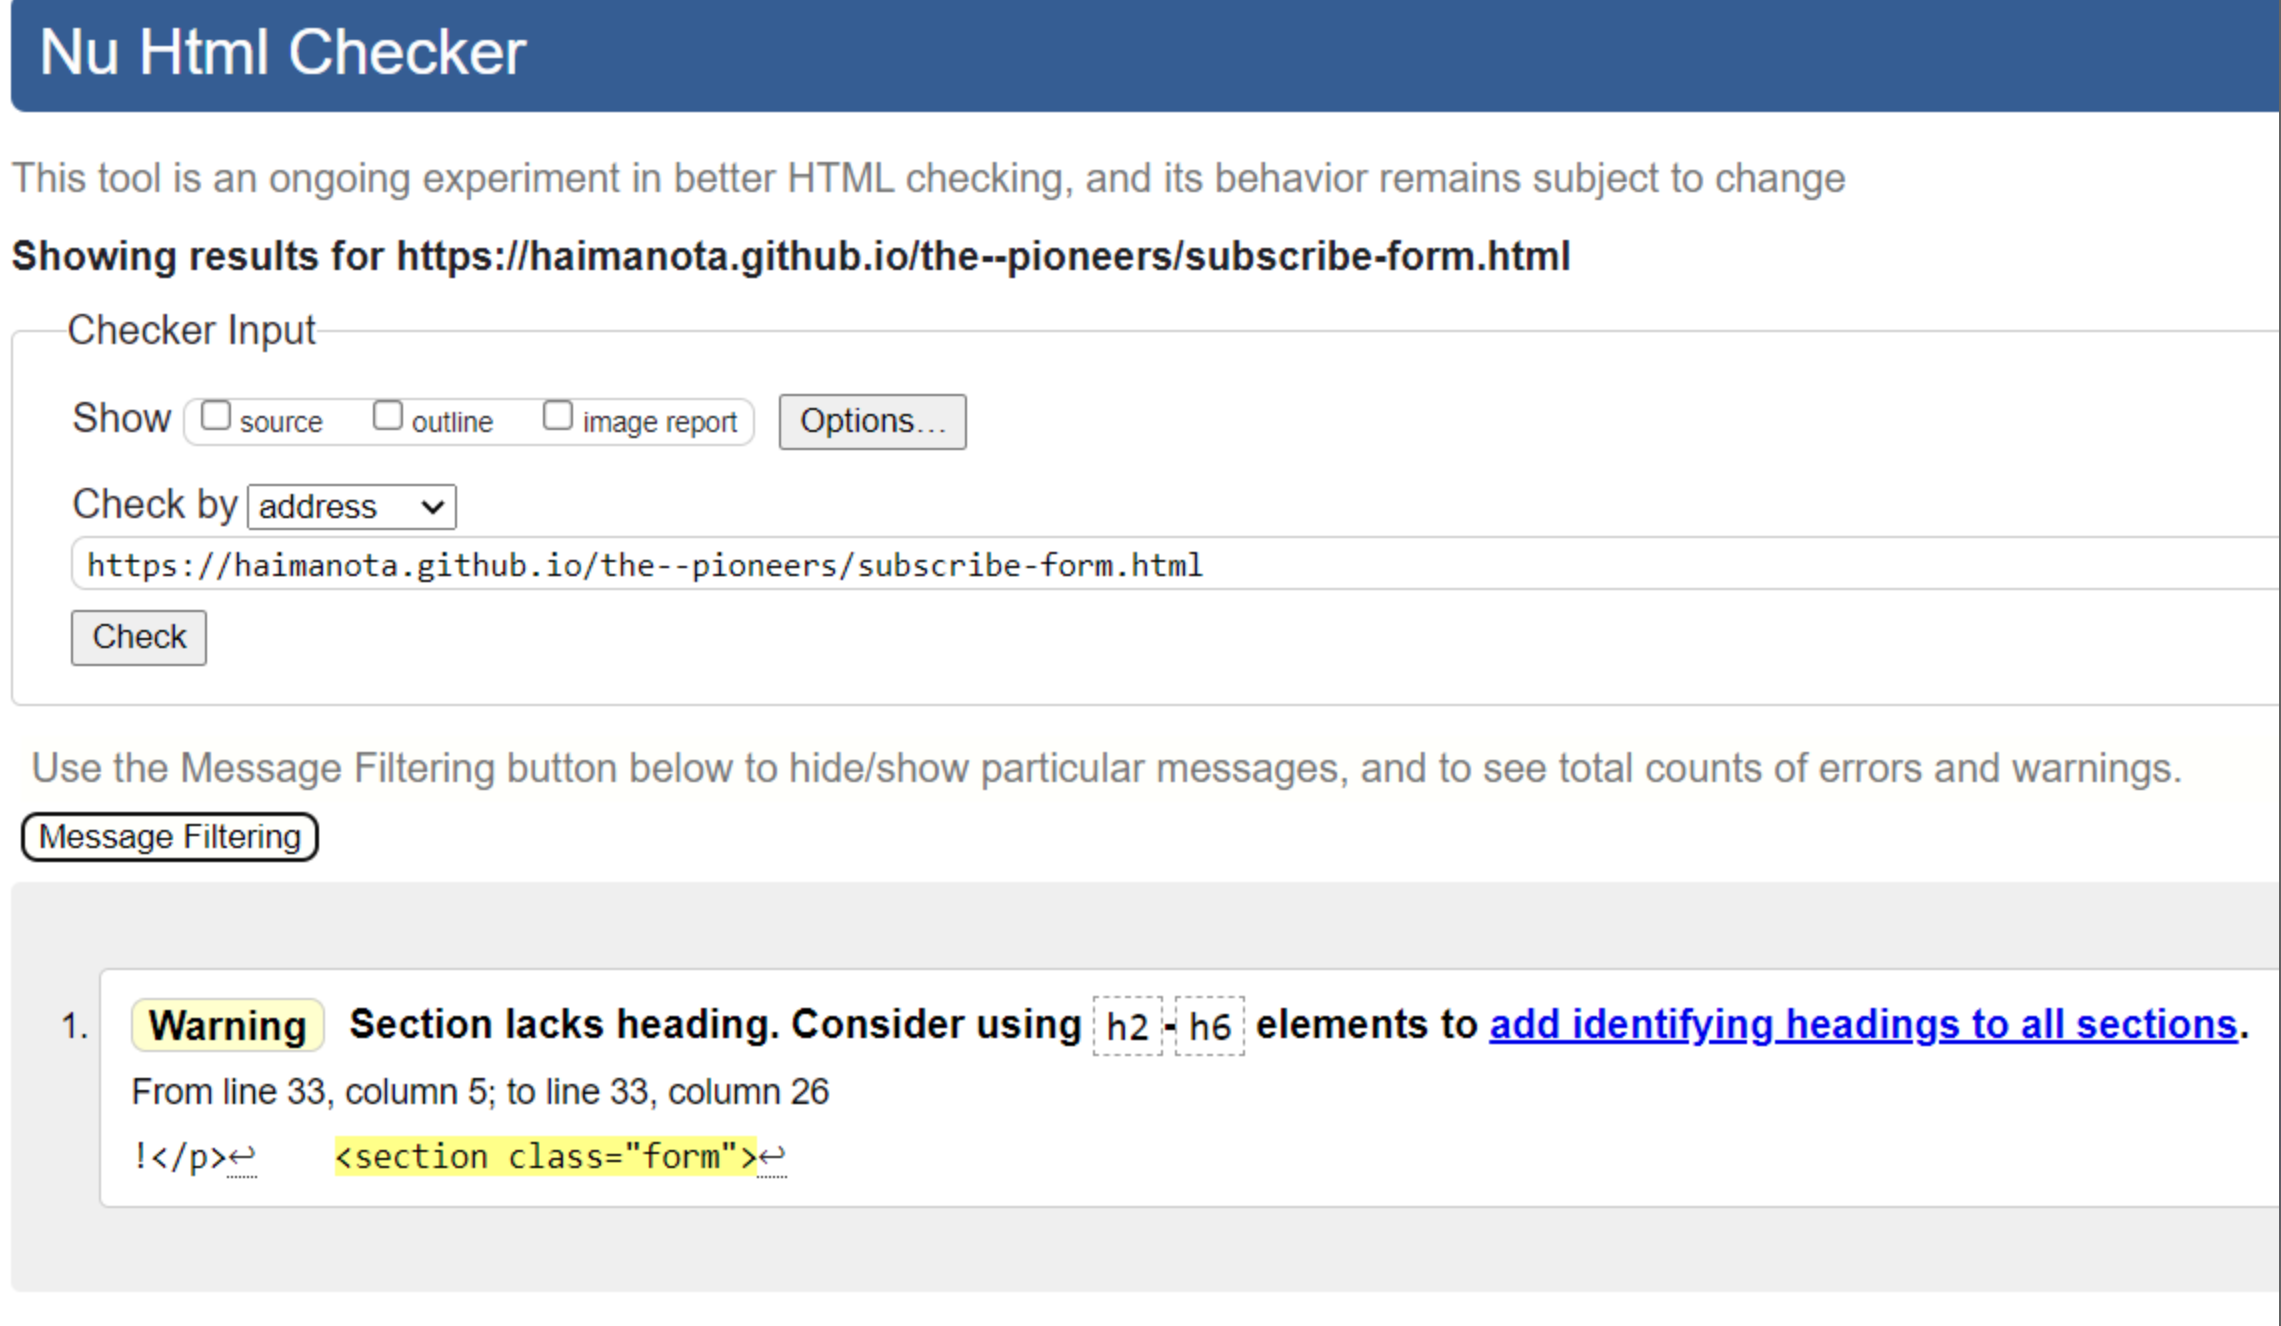 Nu Html Checker
This tool is an ongoing experiment in better HTML checking, and its behavior remains subject to change
Showing results for https://haimanota.github.io/the--pioneers/subscribe-form.html
Checker Input
Show source outline image report Options...
Check by address
https://haimanota.github.io/the--pioneers/subscribe-form.html
Check
Use the Message Filtering button below to hide/show particular messages, and to see total counts of errors and warnings.
Message Filtering
1. Warning Section lacks heading. Consider using h2-h6 elements to add identifying headings to all sections.
From line 33, column 5; to line 33, column 26
!</p>↩ <section class="form">↩